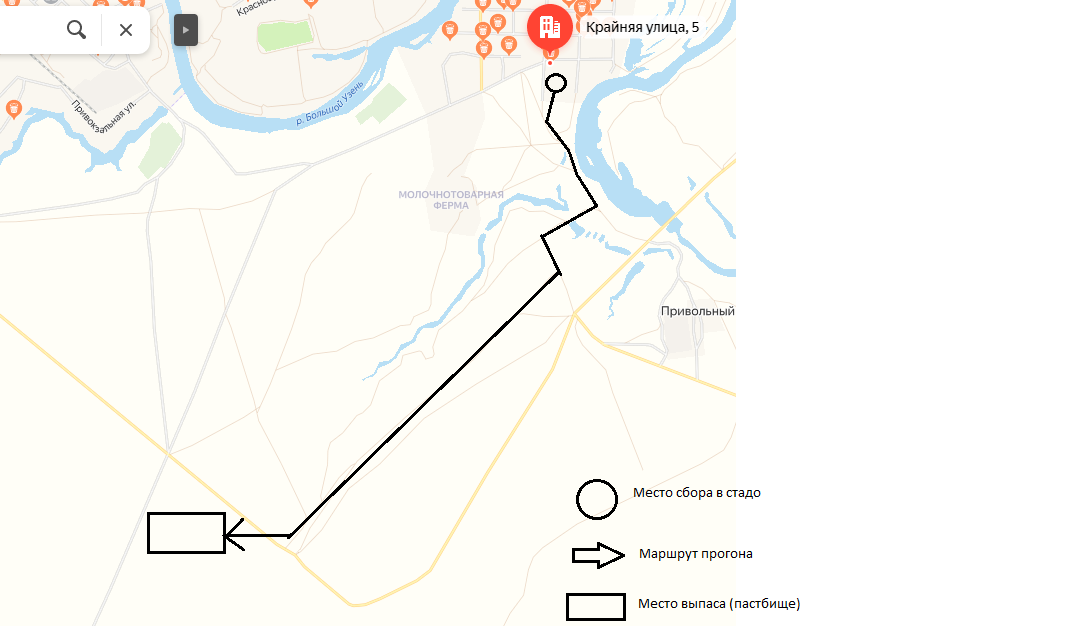 Красно
Крайняя улица, 5
р. Большой Узень
Привокзальная ул.
МОЛОЧНОТОВАРНАЯ
ФЕРМА
Привольный
Место сбора в стадо
Маршрут прогона
Место выпаса (пастбище)